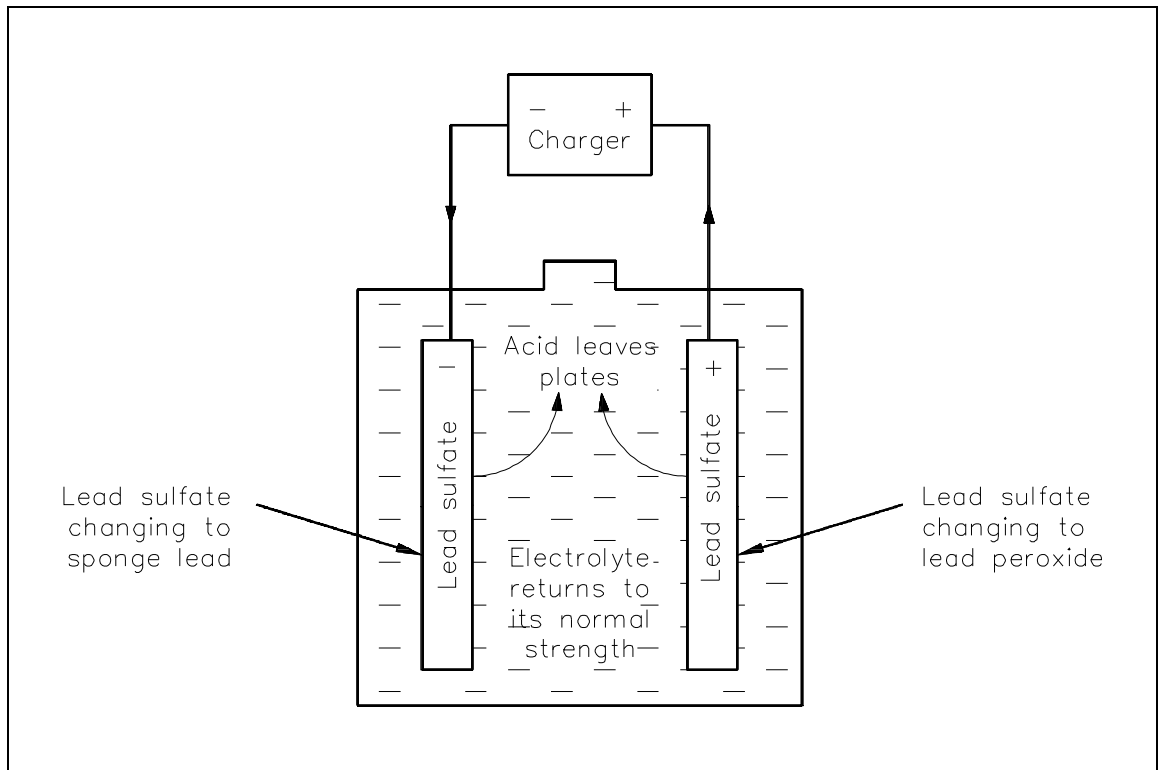 − +
Charger
Acid leaves
plates
−
Lead sulfate
+
Lead sulfate
Lead sulfate
changing to
sponge lead
Lead sulfate
changing to
lead peroxide
Electrolyte
returns to
its normal
strength